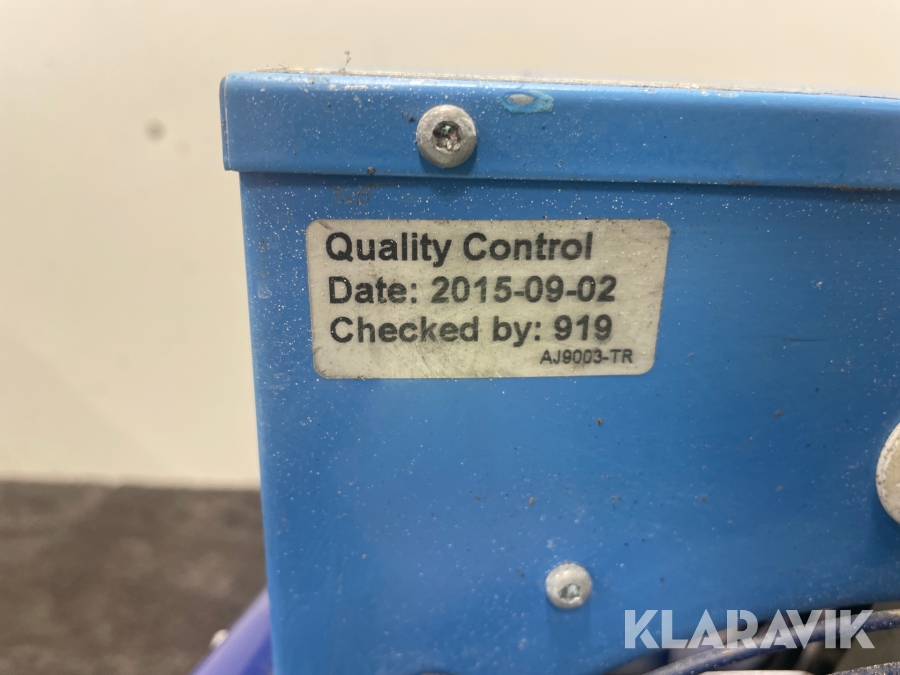 Quality Control
Date: 2015-09-02
Checked by: 919
AJ9003-TR
KLARAVIK